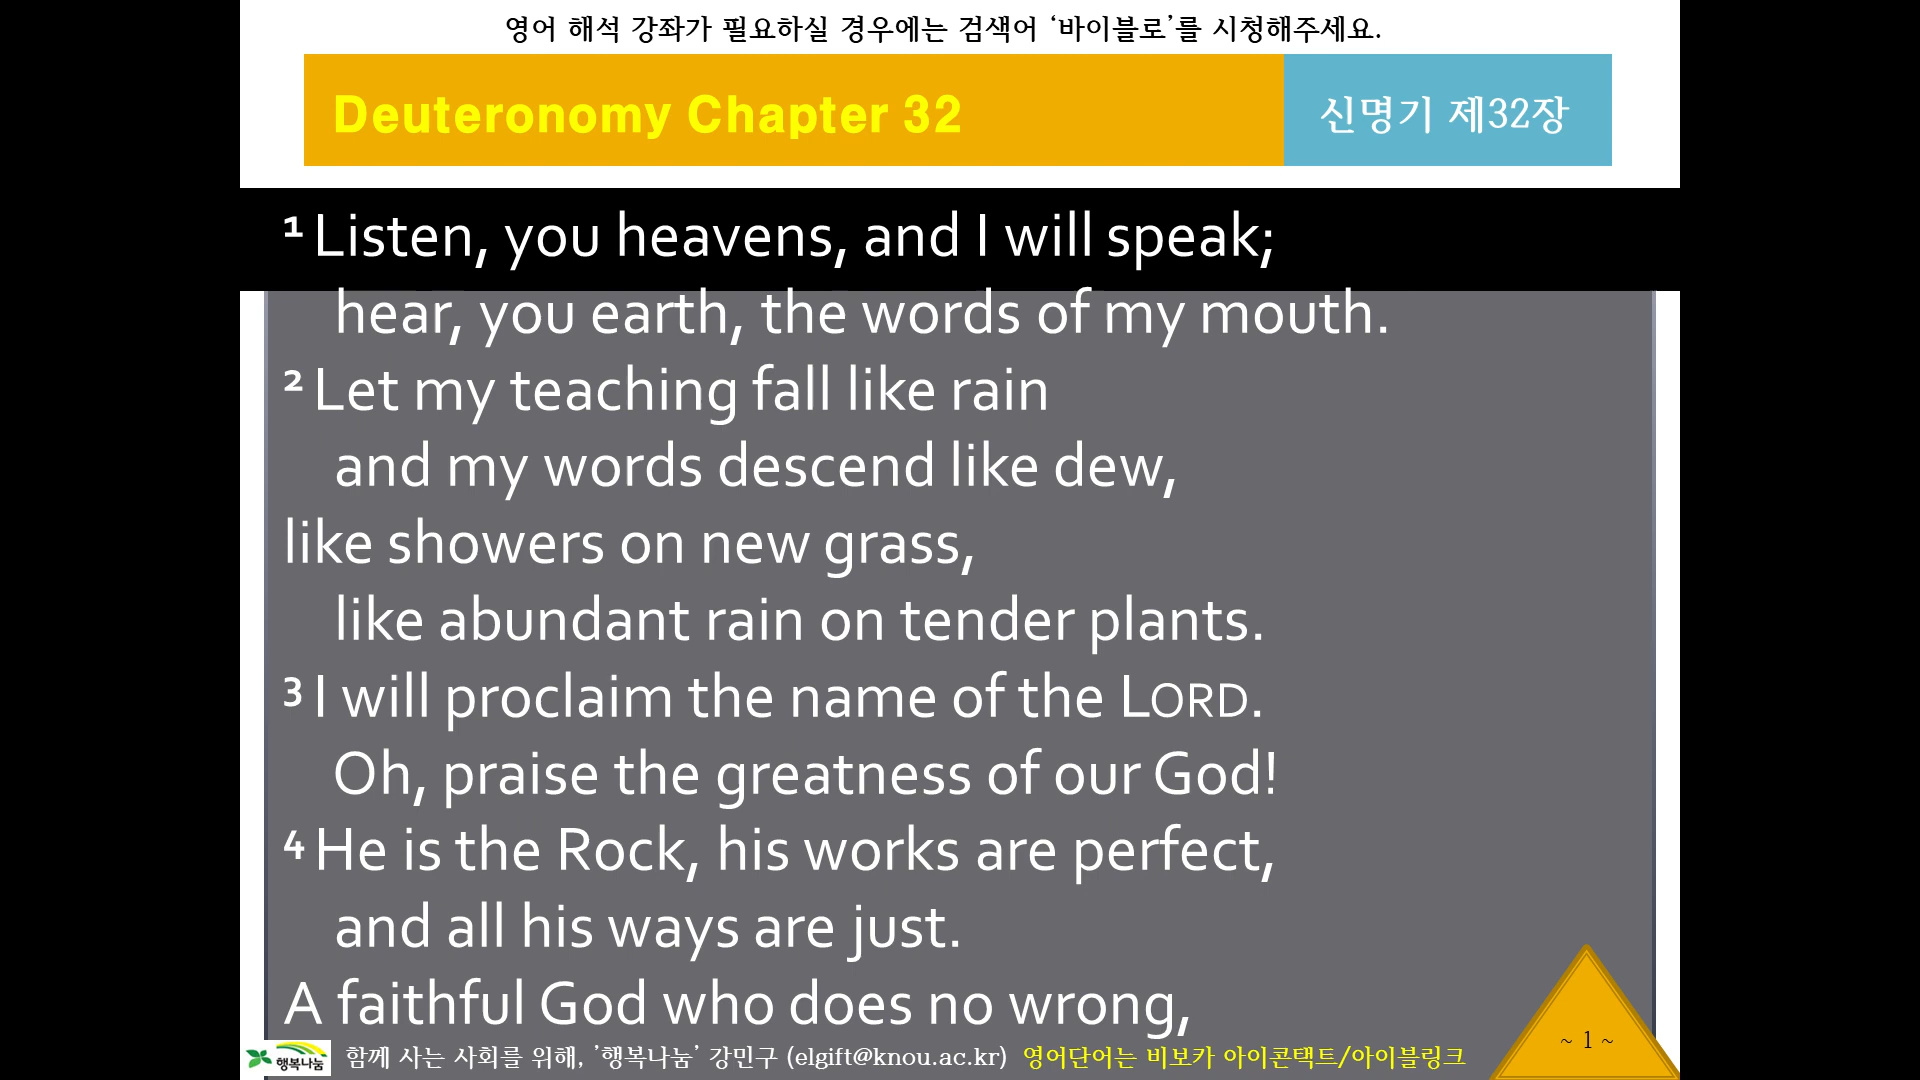 영어 해석 강좌가 필요하실 경우에는 검색어 ‘바이블로’를 시청해주세요.
Deuteronomy Chapter 32
신명기 제32장
1 Listen, you heavens, and I will speak;
hear, you earth, the words of my mouth.
2 Let my teaching fall like rain
and my words descend like dew,
like showers on new grass,
like abundant rain on tender plants.
3 I will proclaim the name of the LORD.
Oh, praise the greatness of our God!
4 He is the Rock, his works are perfect,
and all his ways are just.
A faithful God who does no wrong,
행복나눔
함께 사는 사회를 위해, ’행복나눔’ 강민구 (elgift@knou.ac.kr) 영어단어는 비보카 아이콘택트/아이블링크
~ 1 ~